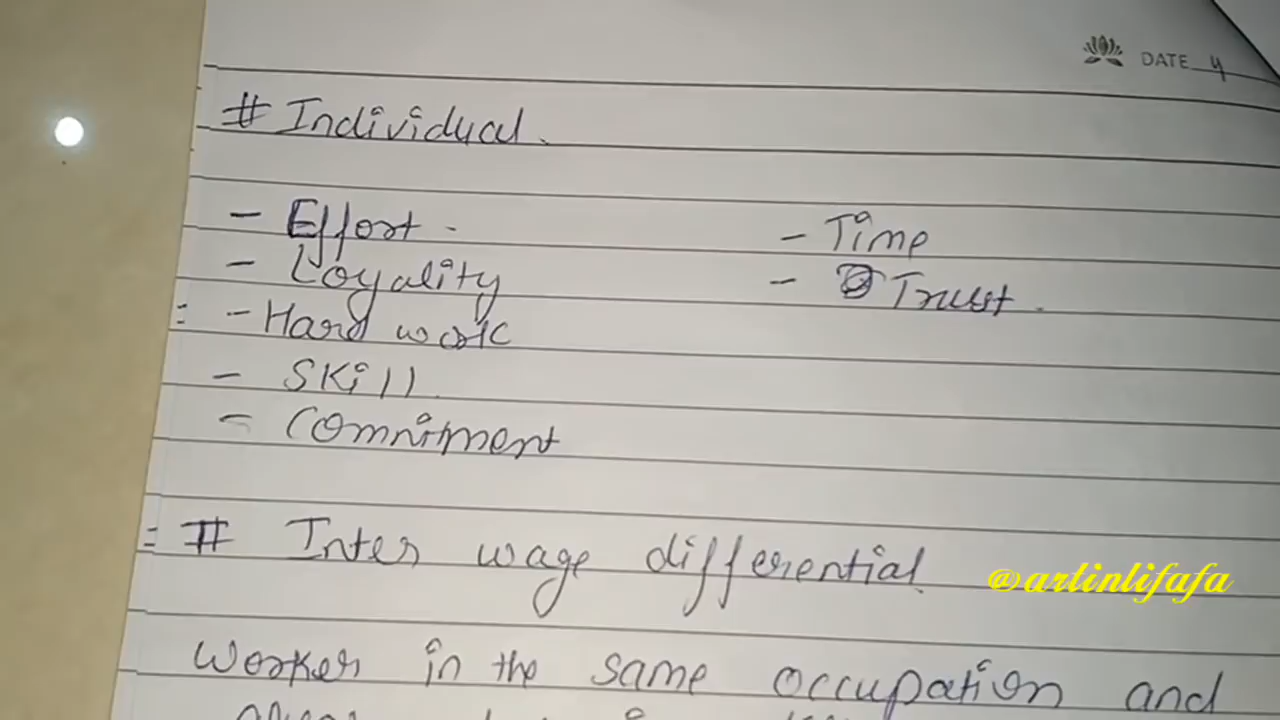 DATE 4
# Individual.
- Effort - - Time
- Loyality - Trust.
- Hard work
- Skill.
- Commitment
# Inter wage differential.
@artinlifafa
Worker in the same occupation and